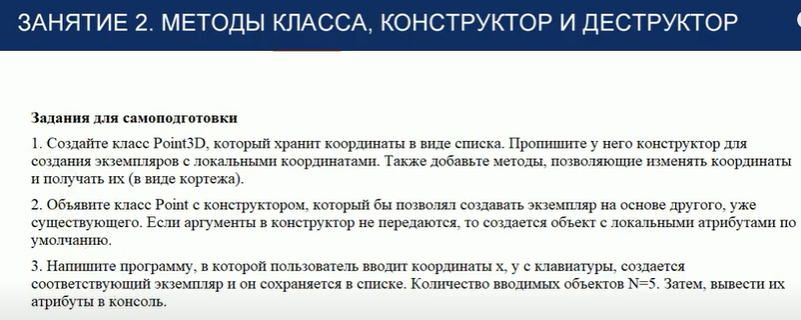 ЗАНЯТИЕ 2. МЕТОДЫ КЛАССА, КОНСТРУКТОР И ДЕСТРУКТОР
Задания для самоподготовки
1. Создайте класс Point3D, который хранит координаты в виде списка. Пропишите у него конструктор для
создания экземпляров с локальными координатами. Также добавьте методы, позволяющие изменять координаты
и получать их (в виде кортежа).
2. Объявите класс Point с конструктором, который бы позволял создавать экземпляр на основе другого, уже
существующего. Если аргументы в конструктор не передаются, то создается объект с локальными атрибутами по
умолчанию.
3. Напишите программу, в которой пользователь вводит координаты x, y с клавиатуры, создается
соответствующий экземпляр и он сохраняется в списке. Количество вводимых объектов N=5. Затем, вывести их
атрибуты в консоль.